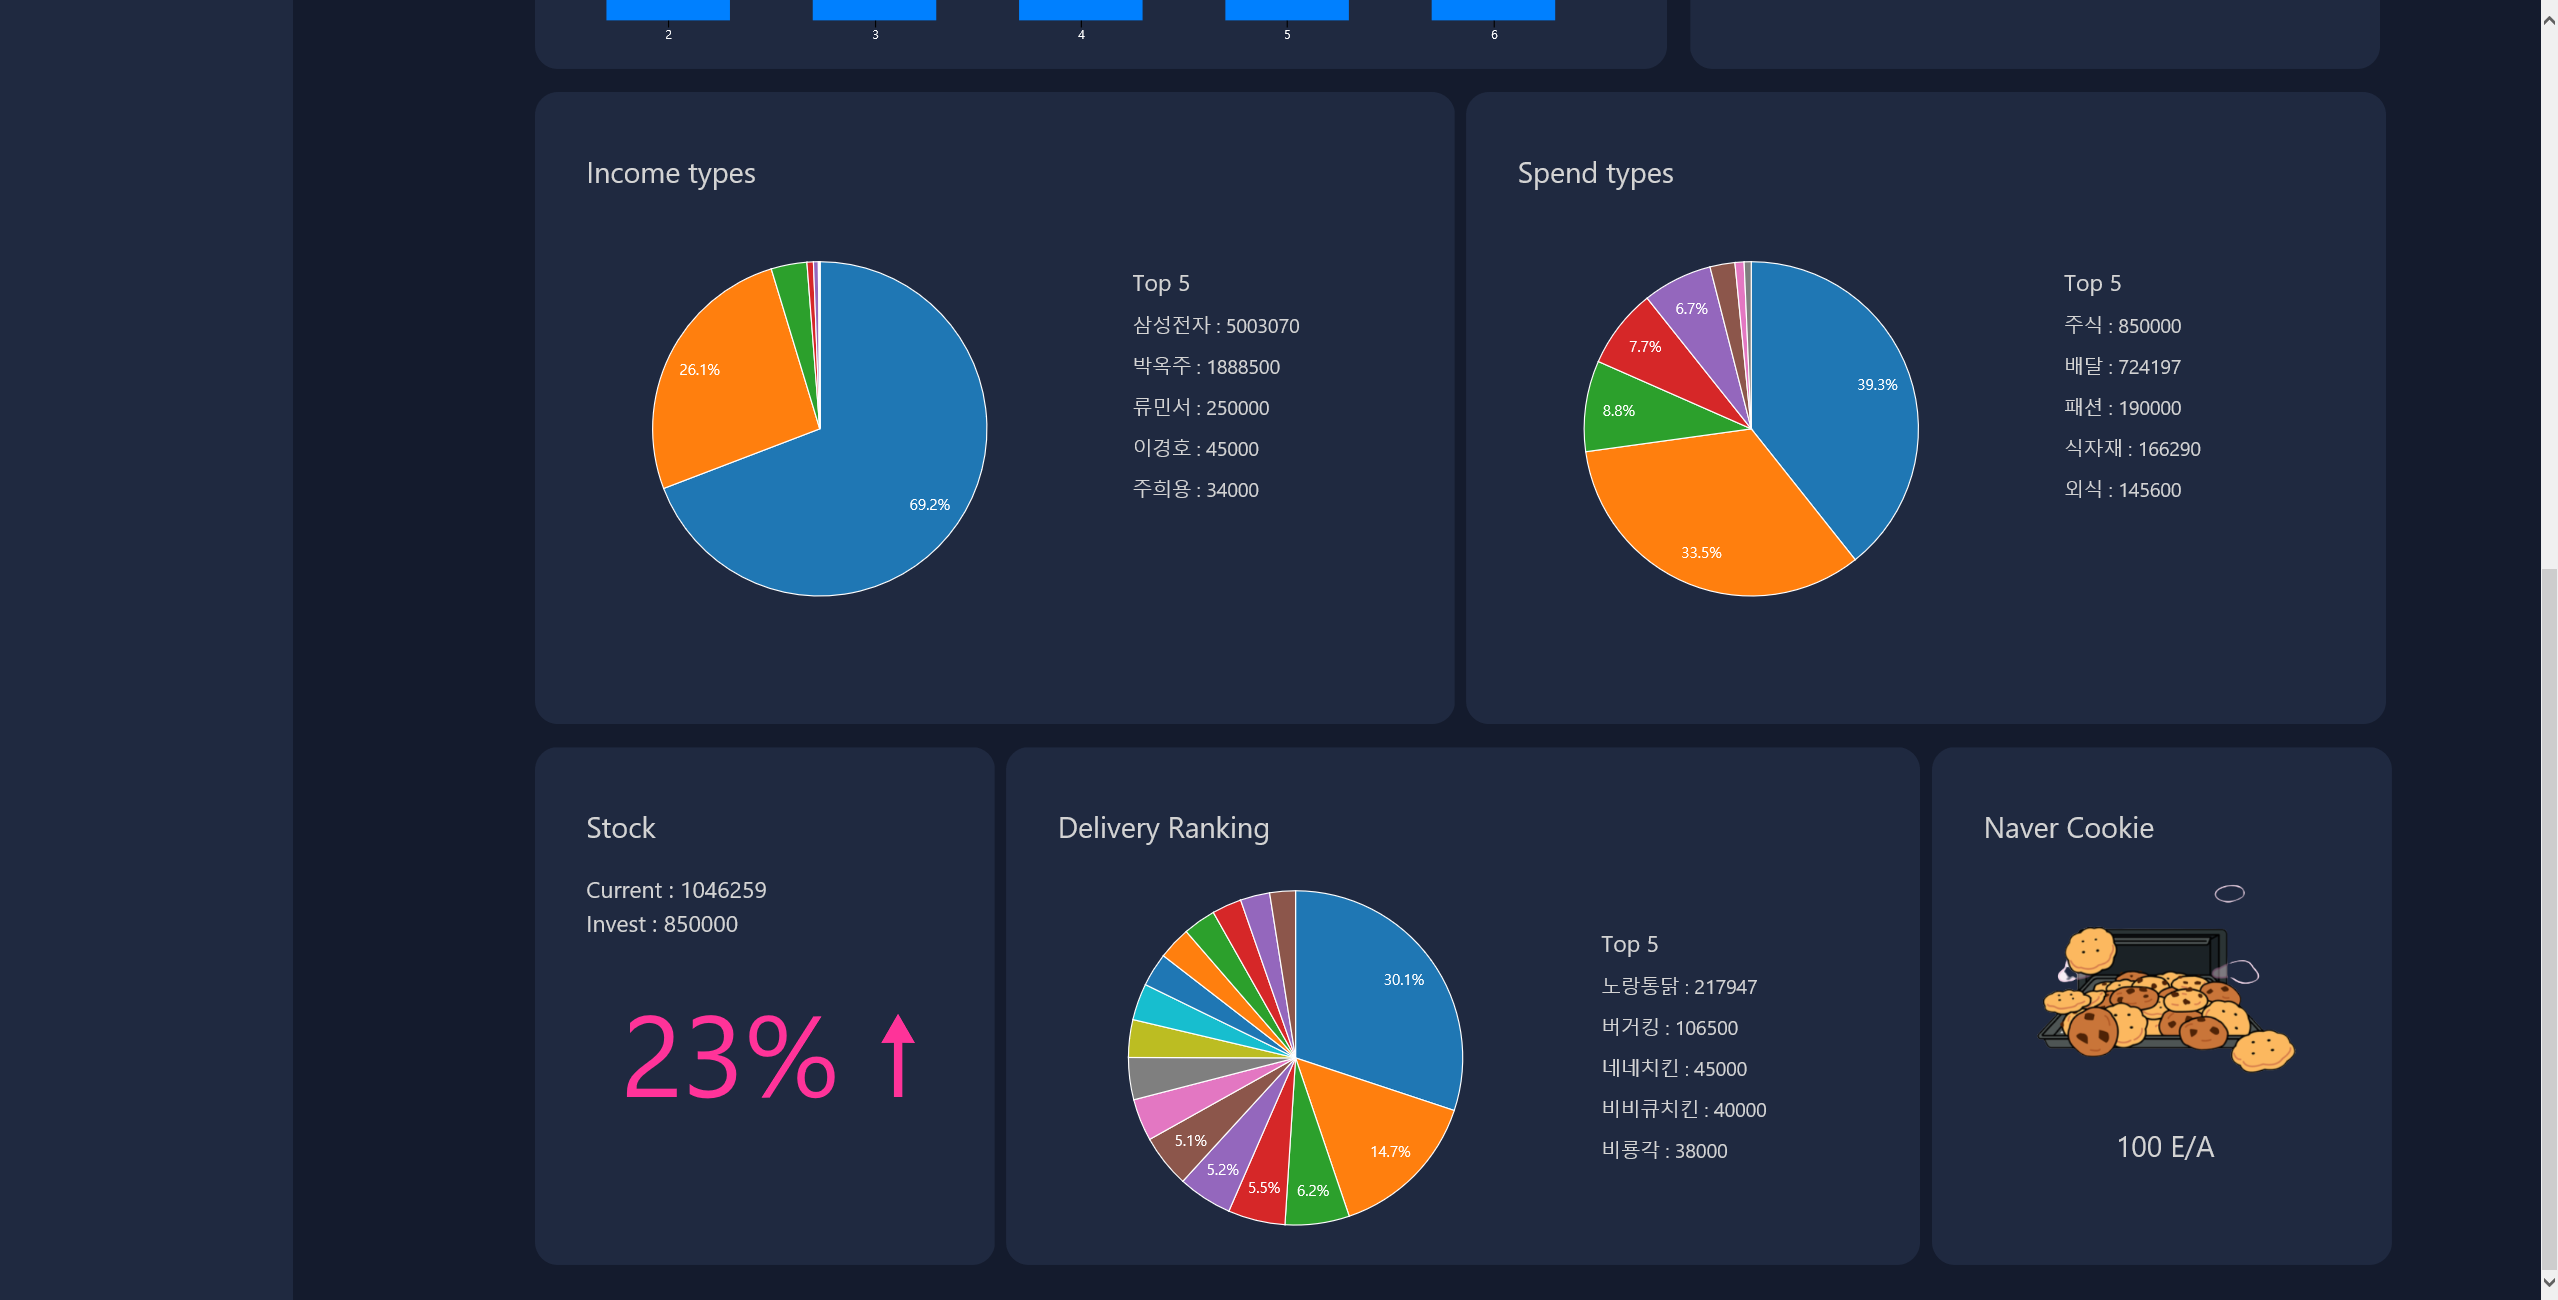 2
3
4
5
6
Income types
26.1%
69.2%
Top 5
삼성전자 : 5003070
박옥주 : 1888500
류민서 : 250000
이경호 : 45000
주희용 : 34000
Spend types
6.7%
7.7%
8.8%
39.3%
33.5%
Top 5
주식 : 850000
배달 : 724197
패션 : 190000
식자재 : 166290
외식 : 145600
Stock
Current : 1046259
Invest : 850000
23% ↑
Delivery Ranking
30.1%
14.7%
6.2%
5.5%
5.2%
5.1%
Top 5
노랑통닭 : 217947
버거킹 : 106500
네네치킨 : 45000
비비큐치킨 : 40000
비룡각 : 38000
Naver Cookie
100 E/A